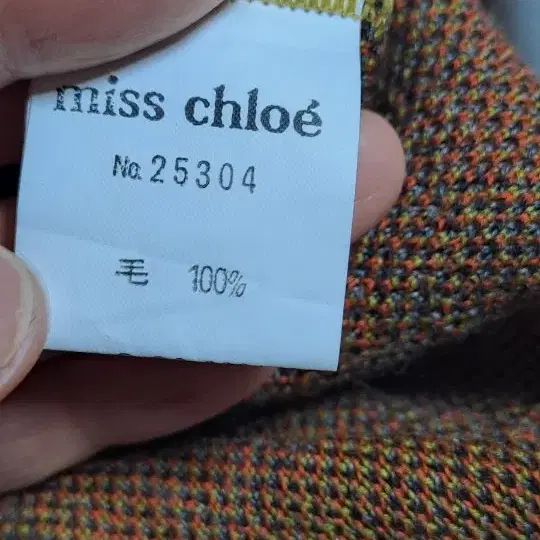 miss chloé
No. 25304
毛 100%